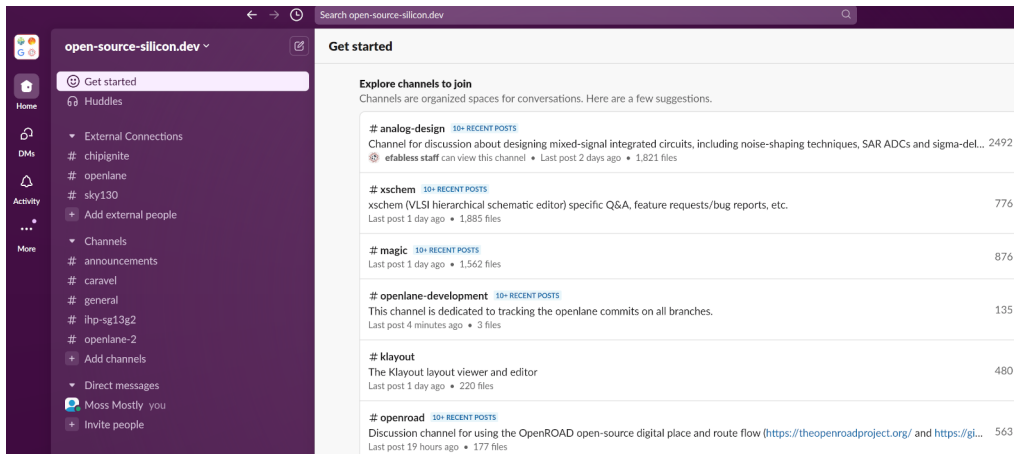 Search open-source-silicon.dev
open-source-silicon.dev
Get started
Huddles
External Connections
# chipignite
# openlane
# sky130
+ Add external people
Channels
# announcements
# caravel
# general
# ihp-sg13g2
# openlane-2
+ Add channels
Direct messages
Moss Mostly you
+ Invite people
Home
DMs
Activity
More
Get started
Explore channels to join
Channels are organized spaces for conversations. Here are a few suggestions.
# analog-design 10+ RECENT POSTS
Channel for discussion about designing mixed-signal integrated circuits, including noise-shaping techniques, SAR ADCs and sigma-del... 2492
efabless staff can view this channel • Last post 2 days ago • 1,821 files
# xschem 10+ RECENT POSTS
xschem (VLSI hierarchical schematic editor) specific Q&A, feature requests/bug reports, etc. 776
Last post 1 day ago • 1,885 files
# magic 10+ RECENT POSTS 876
Last post 1 day ago • 1,562 files
# openlane-development 10+ RECENT POSTS
This channel is dedicated to tracking the openlane commits on all branches. 135
Last post 4 minutes ago • 3 files
# klayout
The Klayout layout viewer and editor 480
Last post 1 day ago • 220 files
# openroad 10+ RECENT POSTS
Discussion channel for using the OpenROAD open-source digital place and route flow (https://theopenroadproject.org/ and https://gi... 563
Last post 19 hours ago • 177 files